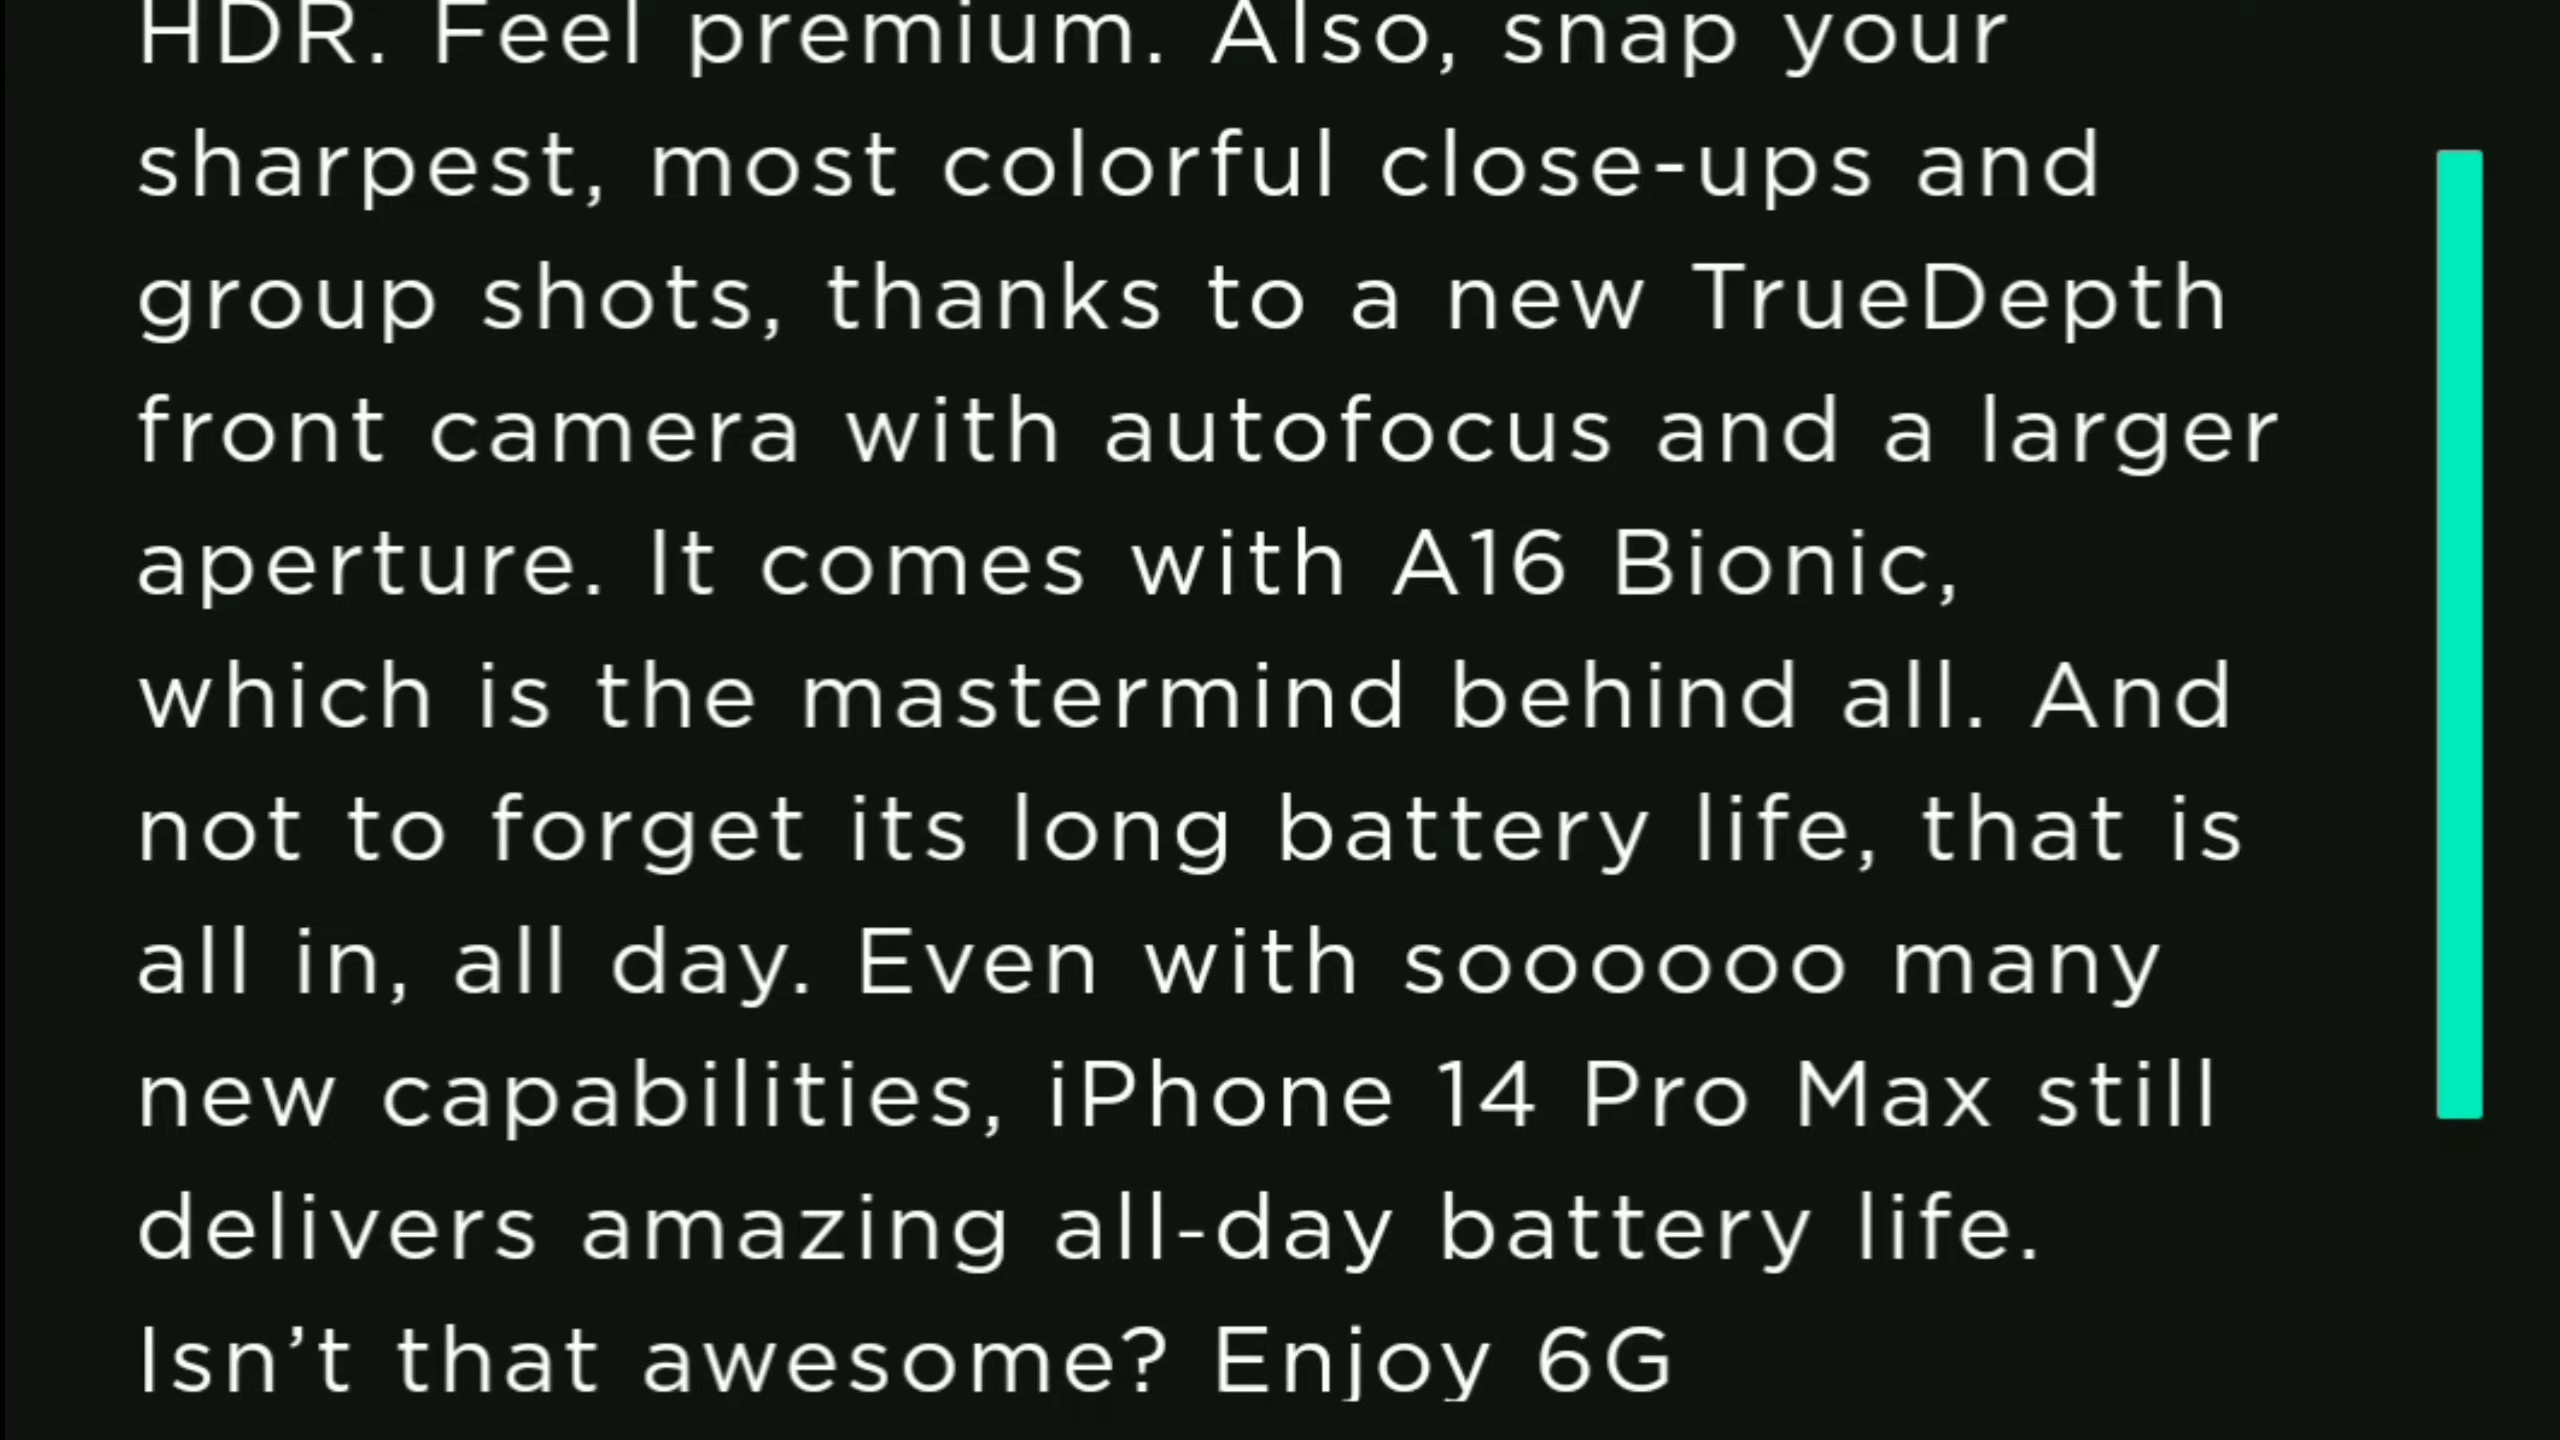 HDR. Feel premium. Also, snap your
sharpest, most colorful close-ups and
group shots, thanks to a new TrueDepth
front camera with autofocus and a larger
aperture. It comes with A16 Bionic,
which is the mastermind behind all. And
not to forget its long battery life, that is
all in, all day. Even with soooooo many
new capabilities, iPhone 14 Pro Max still
delivers amazing all-day battery life.
Isn’t that awesome? Enjoy 6G